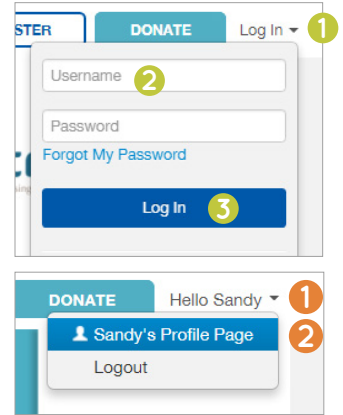 STER DONATE Log In 1
Username 2
Password
Forgot My Password
Log In 3
DONATE Hello Sandy 1
Sandy's Profile Page 2
Logout